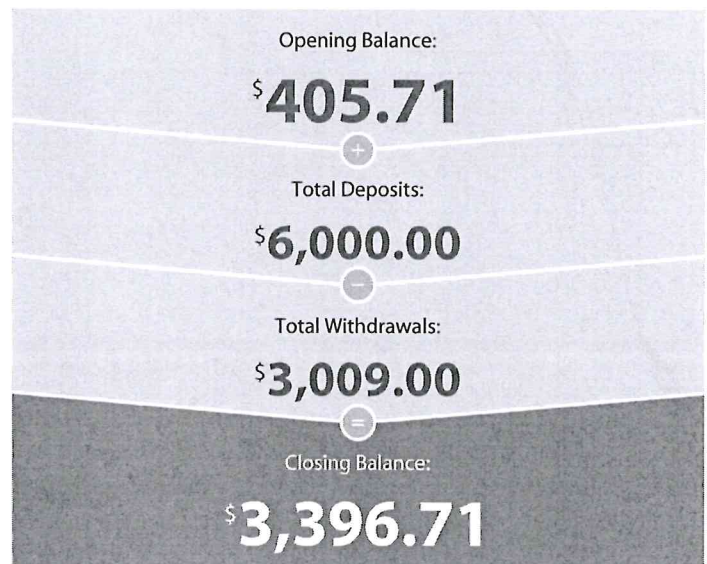 Opening Balance:
$405.71
+
Total Deposits:
$6,000.00
−
Total Withdrawals:
$3,009.00
=
Closing Balance:
$3,396.71